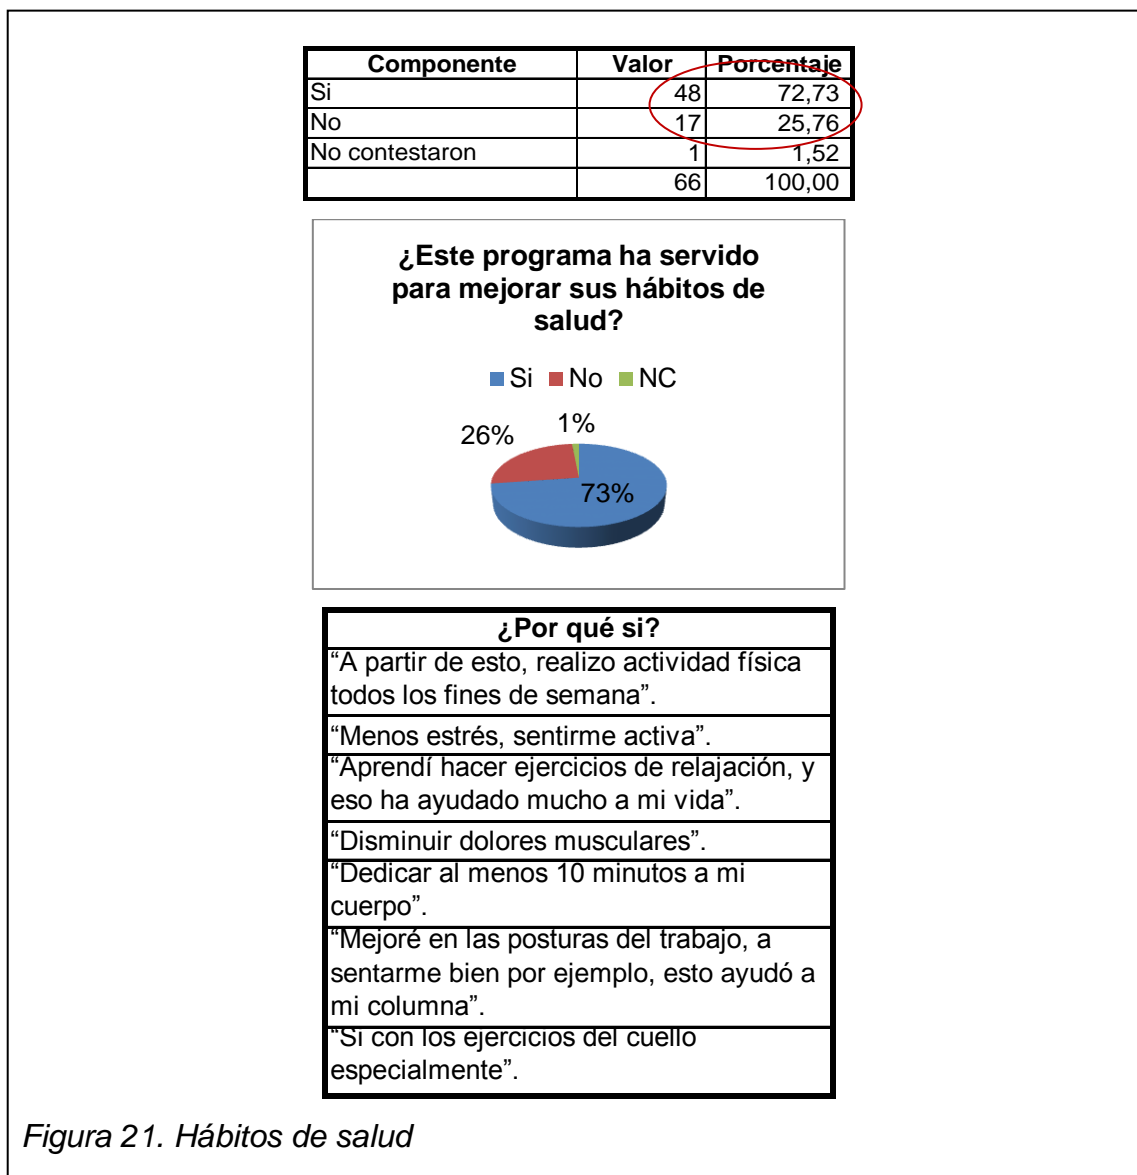 Componente Valor Porcentaje
Si 48 72,73
No 17 25,76
No contestaron 1 1,52
66 100,00
¿Este programa ha servido
para mejorar sus hábitos de
salud?
Si No NC
1%
26%
73%
¿Por qué si?
“A partir de esto, realizo actividad física
todos los fines de semana”.
“Menos estrés, sentirme activa”.
“Aprendí hacer ejercicios de relajación, y
eso ha ayudado mucho a mi vida”.
“Disminuir dolores musculares”.
“Dedicar al menos 10 minutos a mi
cuerpo”.
“Mejoré en las posturas del trabajo, a
sentarme bien por ejemplo, esto ayudó a
mi columna”.
“Si con los ejercicios del cuello
especialmente”.
Figura 21. Hábitos de salud